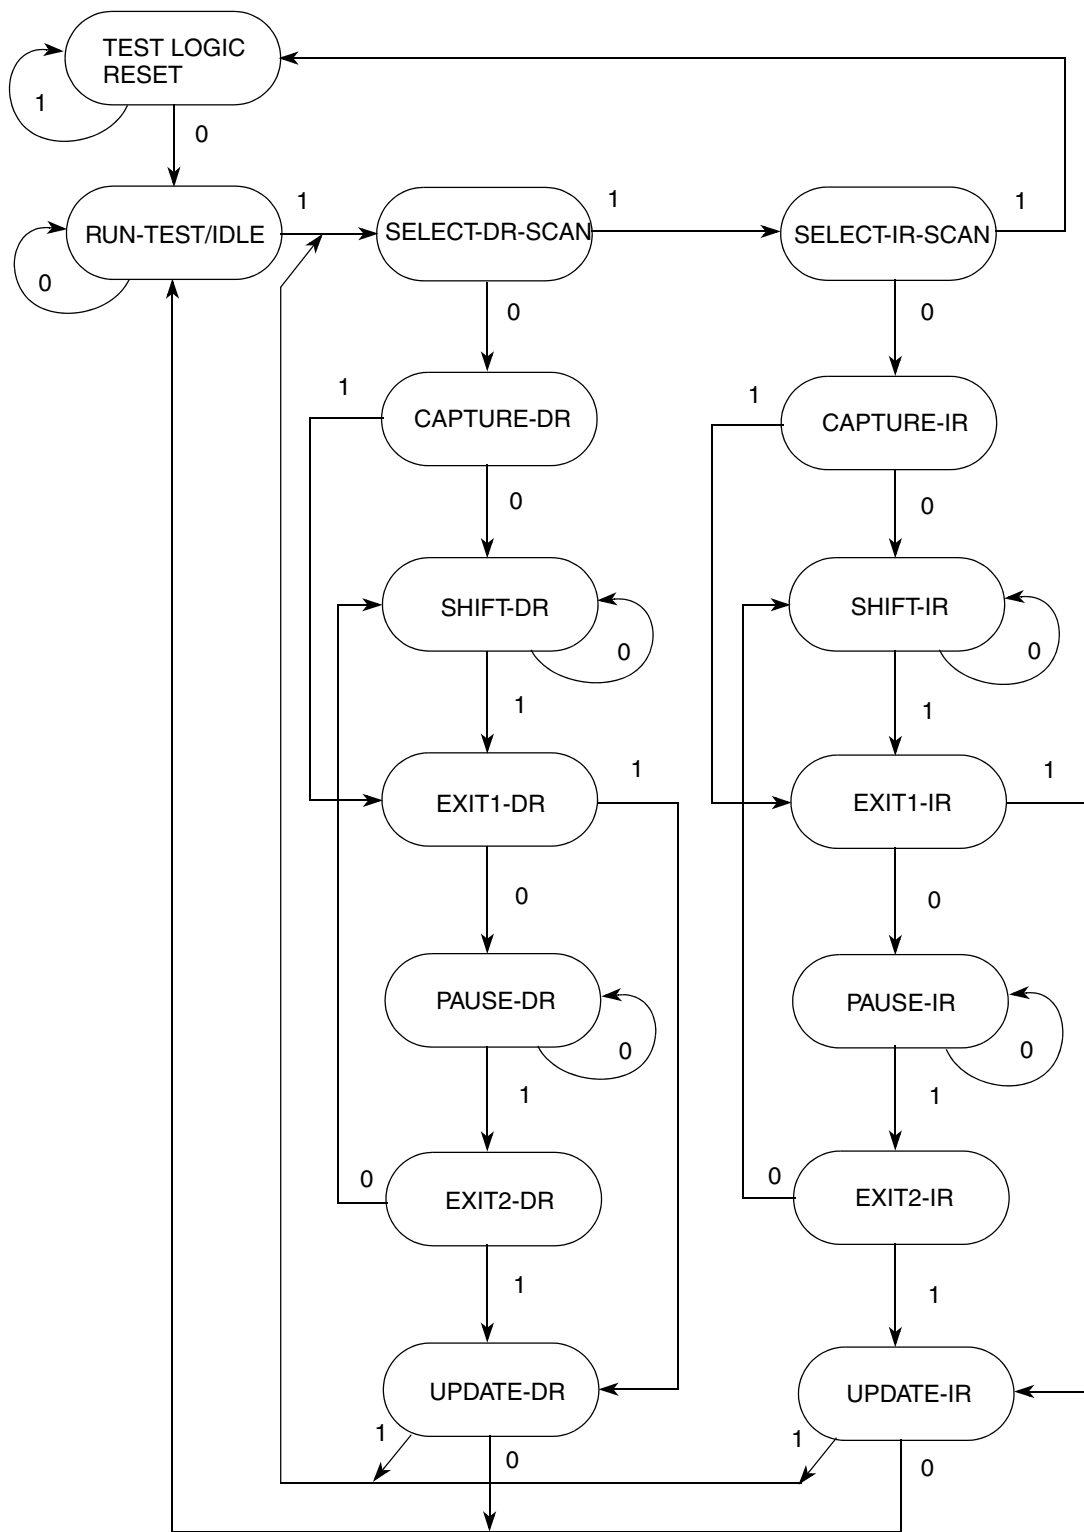 TEST LOGIC
RESET
1
0
RUN-TEST/IDLE
0
1
SELECT-DR-SCAN
1
SELECT-IR-SCAN
1
0
0
1
CAPTURE-DR
1
CAPTURE-IR
0
0
SHIFT-DR
0
SHIFT-IR
0
1
1
EXIT1-DR
1
EXIT1-IR
1
0
0
PAUSE-DR
0
PAUSE-IR
0
1
1
0
EXIT2-DR
0
EXIT2-IR
1
1
UPDATE-DR
UPDATE-IR
1
0
1
0